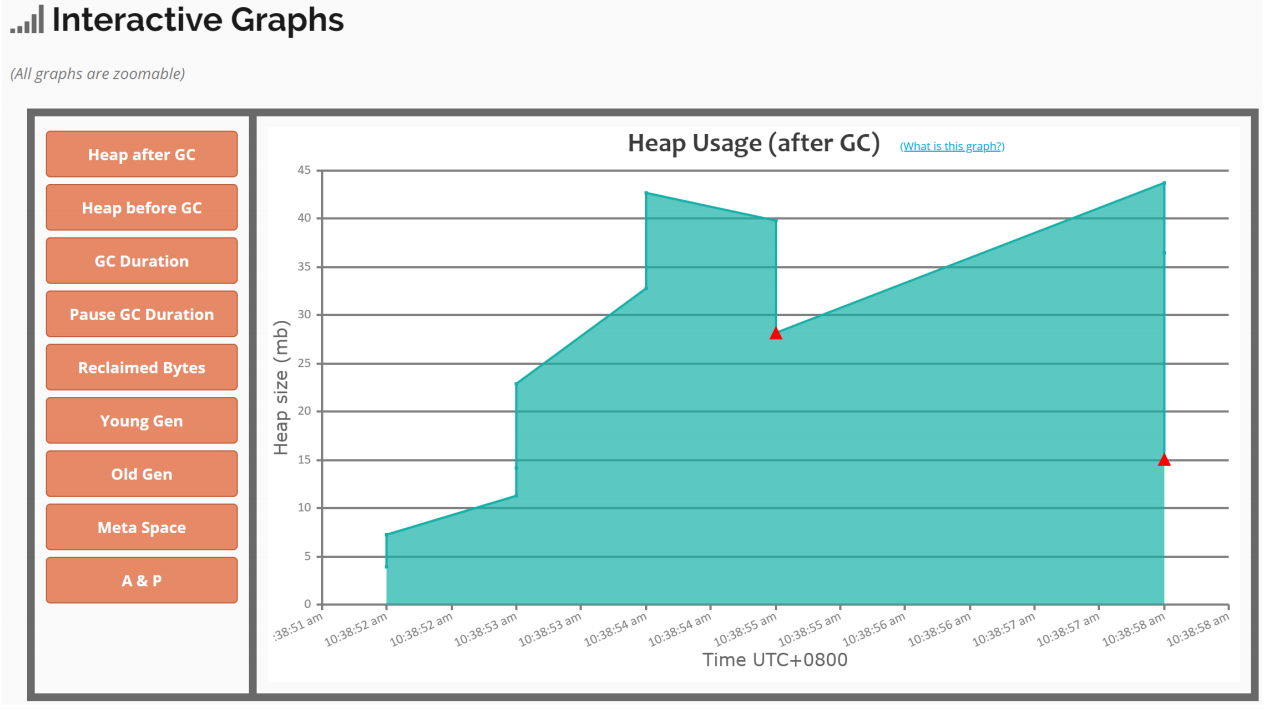 Interactive Graphs
(All graphs are zoomable)
Heap after GC
Heap before GC
GC Duration
Pause GC Duration
Reclaimed Bytes
Young Gen
Old Gen
Meta Space
A & P
Heap Usage (after GC) (What is this graph?)
Heap size (mb)
45
40
35
30
25
20
15
10
5
0
:38:51 am
10:38:52 am
10:38:52 am
10:38:53 am
10:38:53 am
10:38:54 am
10:38:54 am
10:38:55 am
10:38:55 am
10:38:56 am
10:38:56 am
10:38:57 am
10:38:57 am
10:38:58 am
10:38:58 am
Time UTC+0800